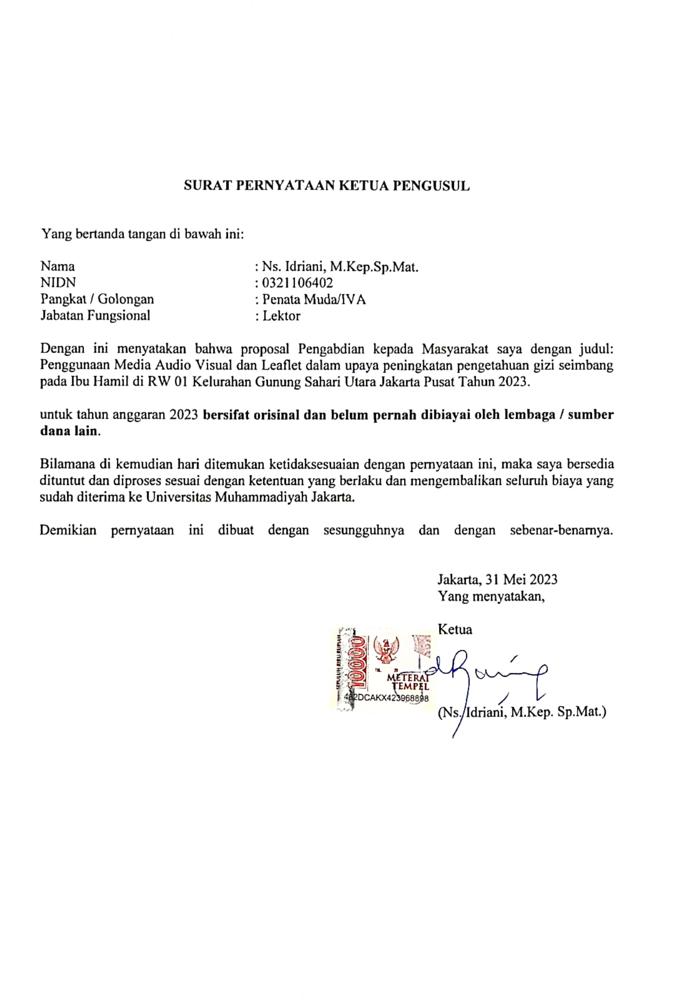 SURAT PERNYATAAN KETUA PENGUSUL
Yang bertanda tangan di bawah ini:
Nama : Ns. Idriani, M.Kep.Sp.Mat.
NIDN : 0321106402
Pangkat / Golongan : Penata Muda/IVA
Jabatan Fungsional : Lektor
Dengan ini menyatakan bahwa proposal Pengabdian kepada Masyarakat saya dengan judul:
Penggunaan Media Audio Visual dan Leaflet dalam upaya peningkatan pengetahuan gizi seimbang
pada Ibu Hamil di RW 01 Kelurahan Gunung Sahari Utara Jakarta Pusat Tahun 2023.
untuk tahun anggaran 2023 bersifat orisinal dan belum pernah dibiayai oleh lembaga / sumber
dana lain.
Bilamana di kemudian hari ditemukan ketidaksesuaian dengan pernyataan ini, maka saya bersedia
dituntut dan diproses sesuai dengan ketentuan yang berlaku dan mengembalikan seluruh biaya yang
sudah diterima ke Universitas Muhammadiyah Jakarta.
Demikian pernyataan ini dibuat dengan sesungguhnya dan dengan sebenar-benarnya.
Jakarta, 31 Mei 2023
Yang menyatakan,
Ketua
SEPULUH RIBU RUPIAH
10000
TGL. 20
METERAI
TEMPEL
(Ns. Idriani, M.Kep. Sp.Mat.)